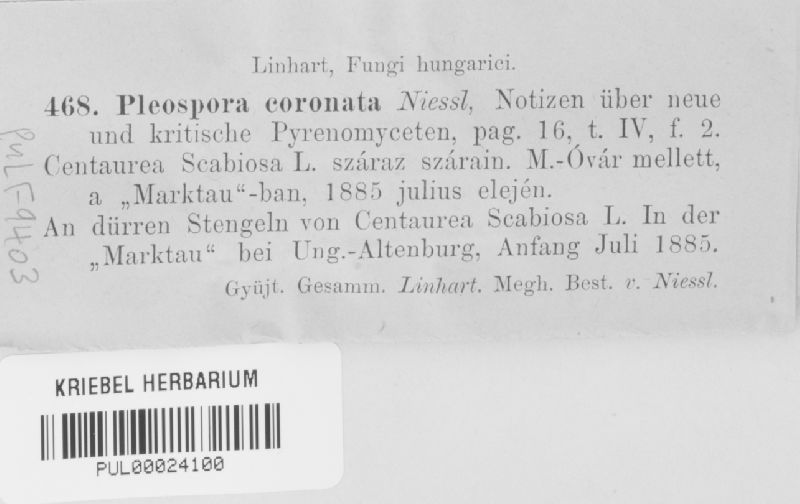 Linhart, Fungi hungarici.
468. Pleospora coronata Niessl, Notizen über neue
und kritische Pyrenomyceten, pag. 16, t. IV, f. 2.
Centaurea Scabiosa L. száraz szárain. M.-Óvár mellett,
a „Marktau“-ban, 1885 julius elején.
An dürren Stengeln von Centaurea Scabiosa L. In der
„Marktau“ bei Ung.-Altenburg, Anfang Juli 1885.
Gyüjt. Gesamm. Linhart. Megh. Best. v. Niessl.
PUL F-9403
KRIEBEL HERBARIUM
PUL00024100